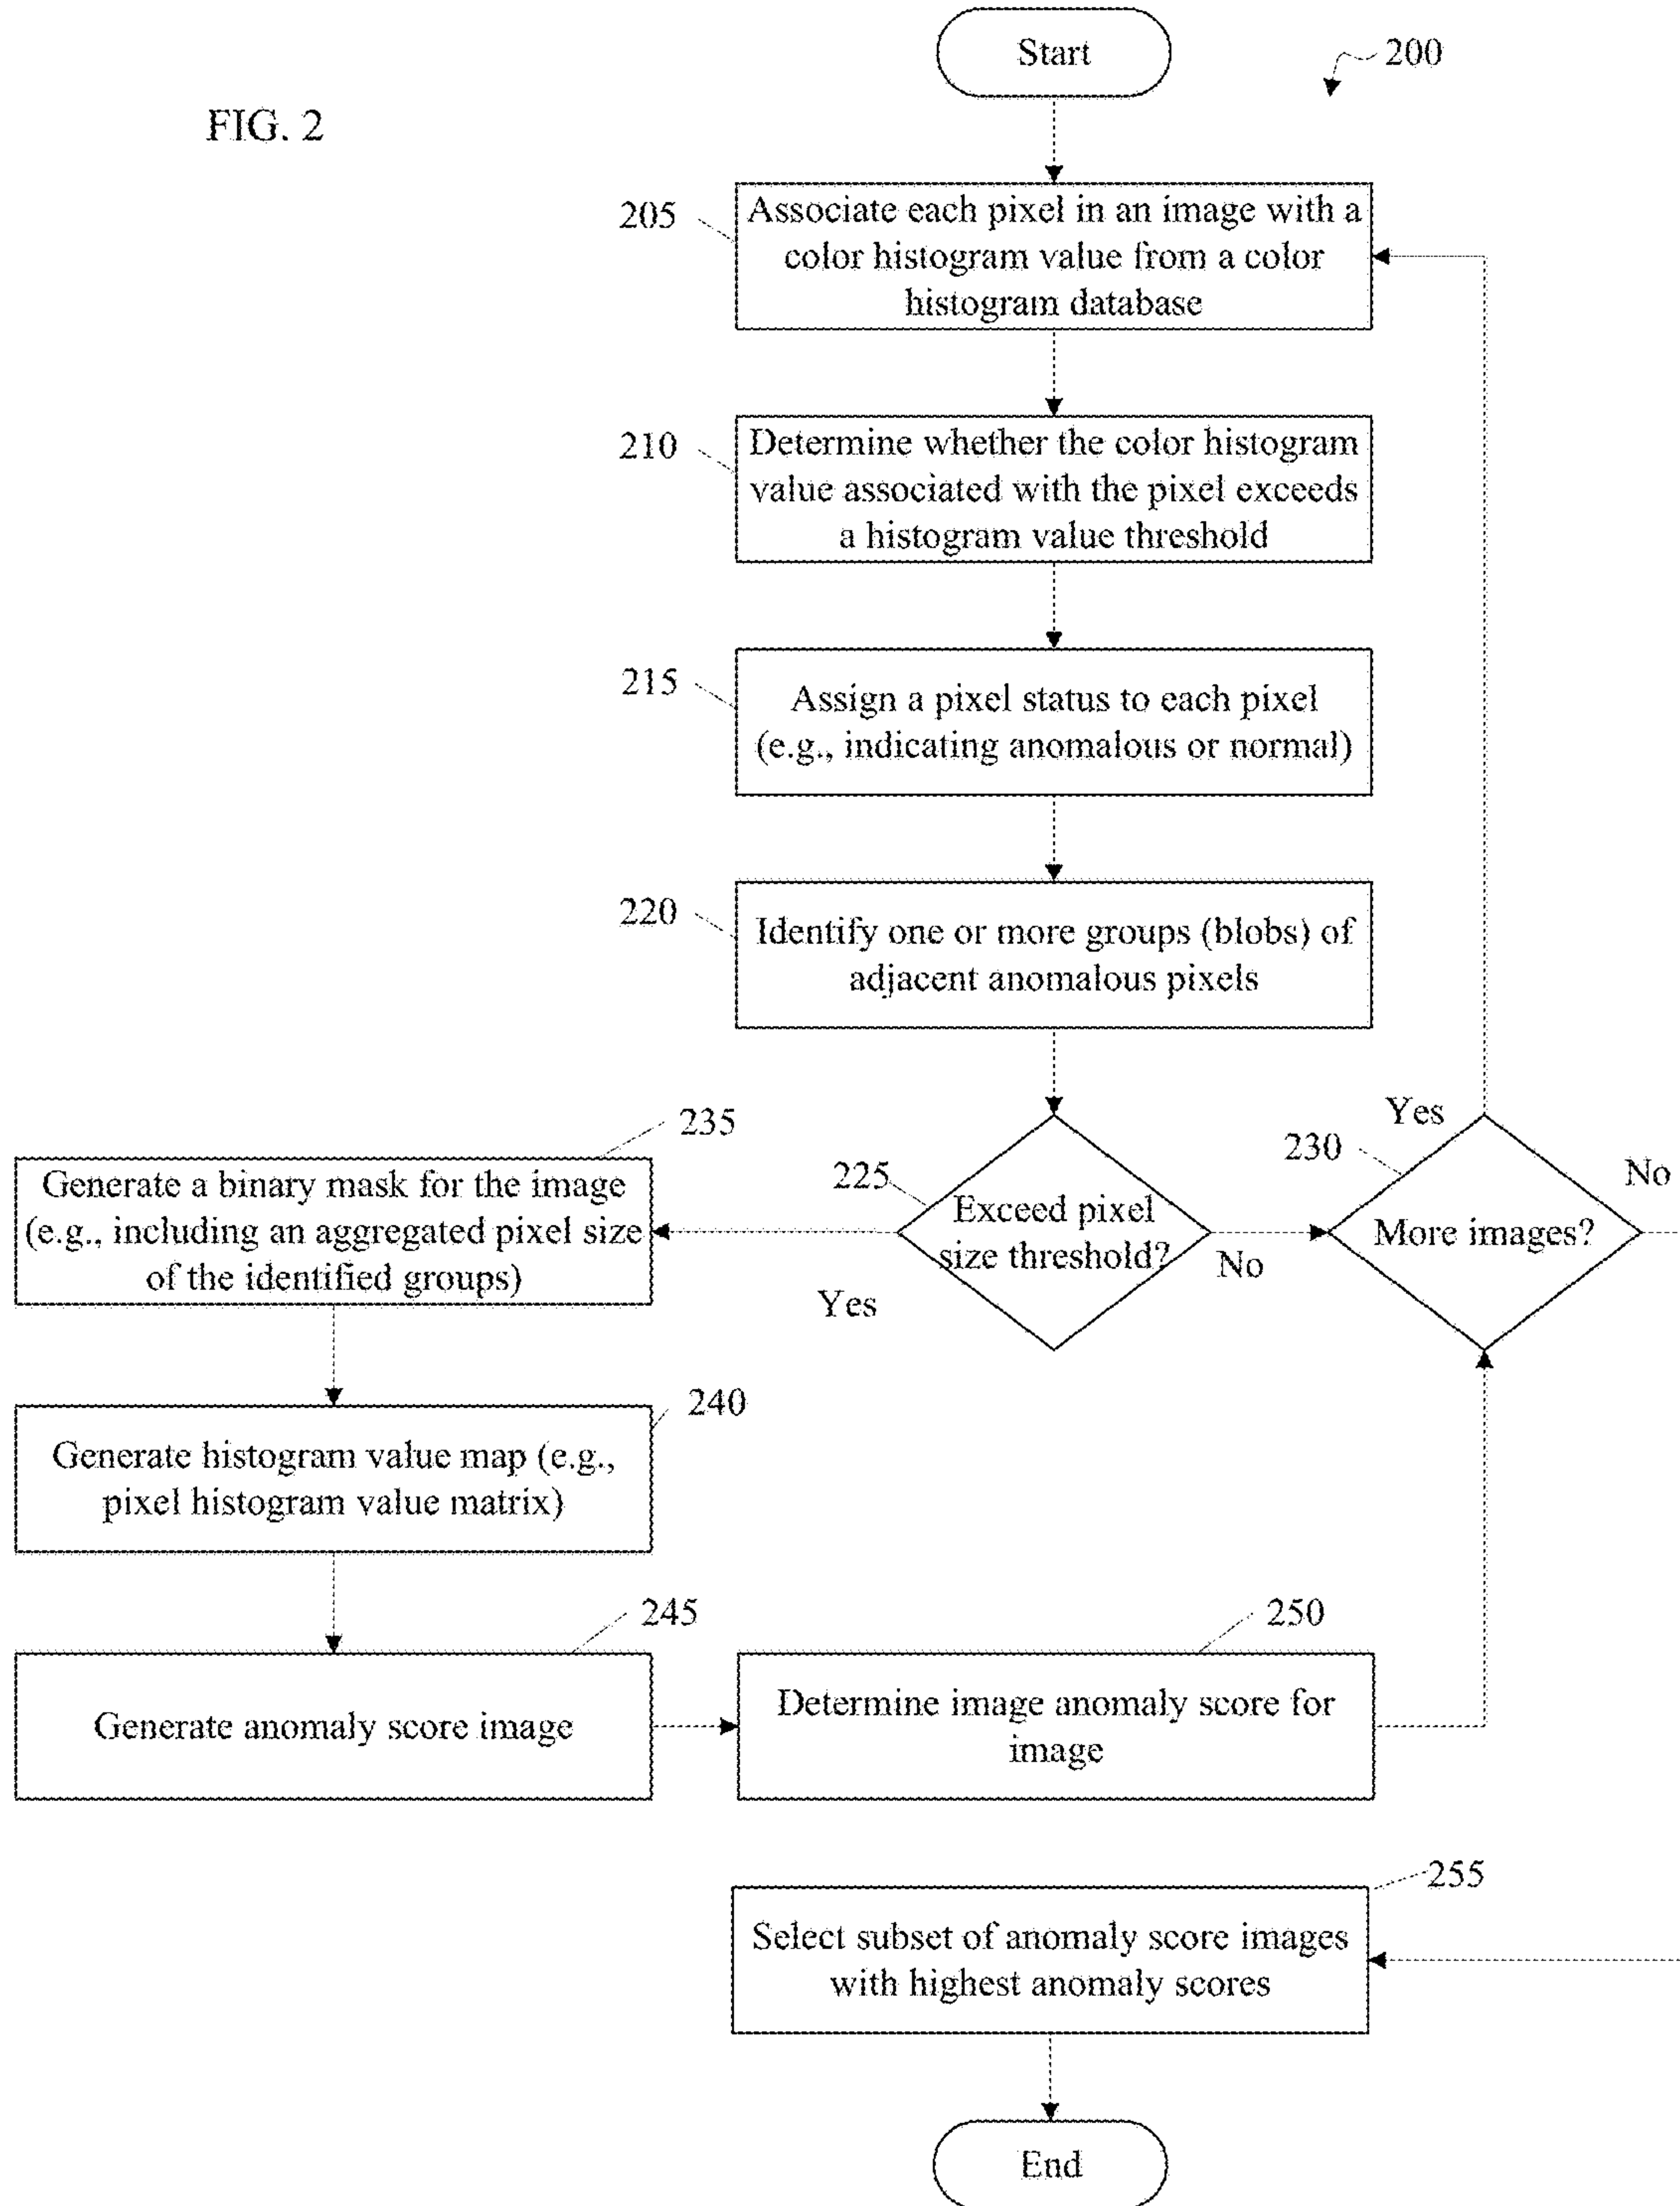 Start
200
FIG. 2
205
Associate each pixel in an image with a
color histogram value from a color
histogram database
210
Determine whether the color histogram
value associated with the pixel exceeds
a histogram value threshold
215
Assign a pixel status to each pixel
(e.g., indicating anomalous or normal)
220
Identify one or more groups (blobs) of
adjacent anomalous pixels
235
Generate a binary mask for the image
(e.g., including an aggregated pixel size
of the identified groups)
225
Exceed pixel
size threshold?
Yes
No
230
More images?
Yes
No
240
Generate histogram value map (e.g.,
pixel histogram value matrix)
245
Generate anomaly score image
250
Determine image anomaly score for
image
255
Select subset of anomaly score images
with highest anomaly scores
End